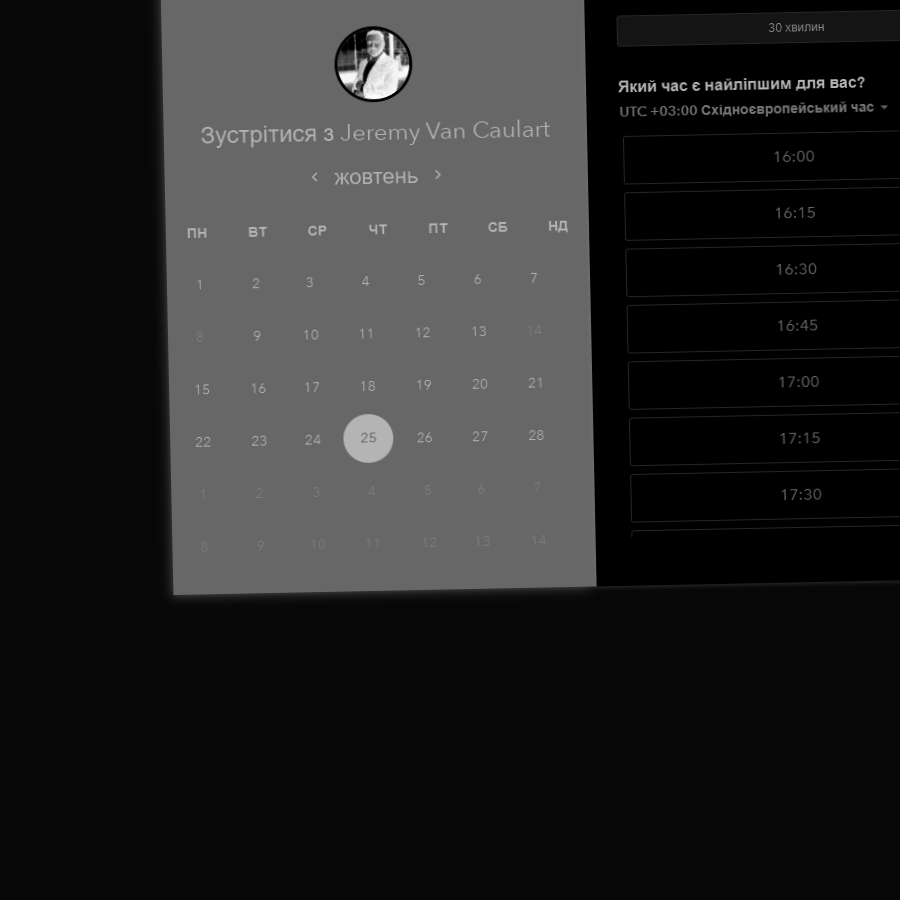 Зустрітися з Jeremy Van Caulart
‹ жовтень ›
ПН ВТ СР ЧТ ПТ СБ НД
1 2 3 4 5 6 7
8 9 10 11 12 13 14
15 16 17 18 19 20 21
22 23 24 25 26 27 28
1 2 3 4 5 6 7
8 9 10 11 12 13 14
30 хвилин
Який час є найліпшим для вас?
UTC +03:00 Східноєвропейський час
16:00
16:15
16:30
16:45
17:00
17:15
17:30